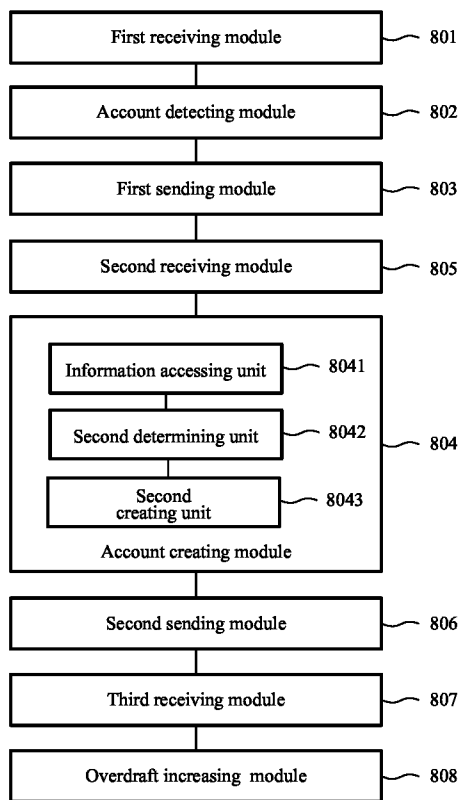 First receiving module 801
Account detecting module 802
First sending module 803
Second receiving module 805
Information accessing unit 8041
Second determining unit 8042
804
Second
creating unit 8043
Account creating module
Second sending module 806
Third receiving module 807
Overdraft increasing module 808